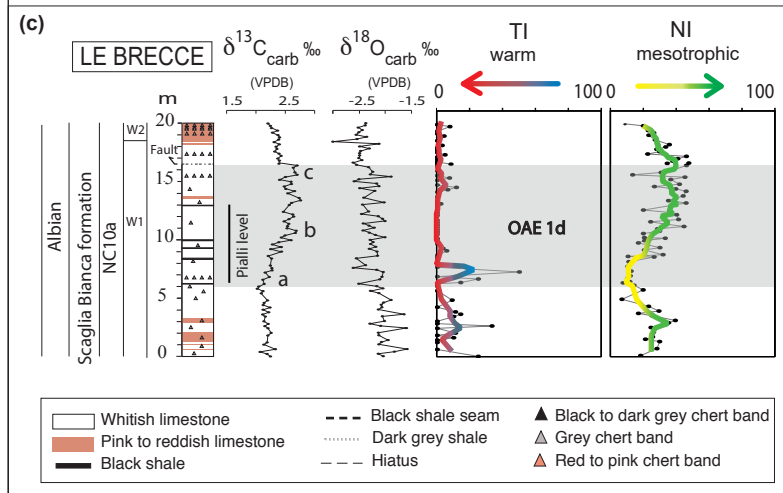 (c)
LE BRECCE
δ13Ccarb ‰
(VPDB)
1.5 2.5
δ18Ocarb ‰
(VPDB)
-2.5 -1.5
TI
warm
0 100
NI
mesotrophic
0 100
m
20
15
10
5
0
Albian
Scaglia Bianca formation
NC10a
W2
Fault
W1
Pialli level
c
b
a
OAE 1d
Whitish limestone
Pink to reddish limestone
Black shale
Black shale seam
Dark grey shale
Hiatus
Black to dark grey chert band
Grey chert band
Red to pink chert band